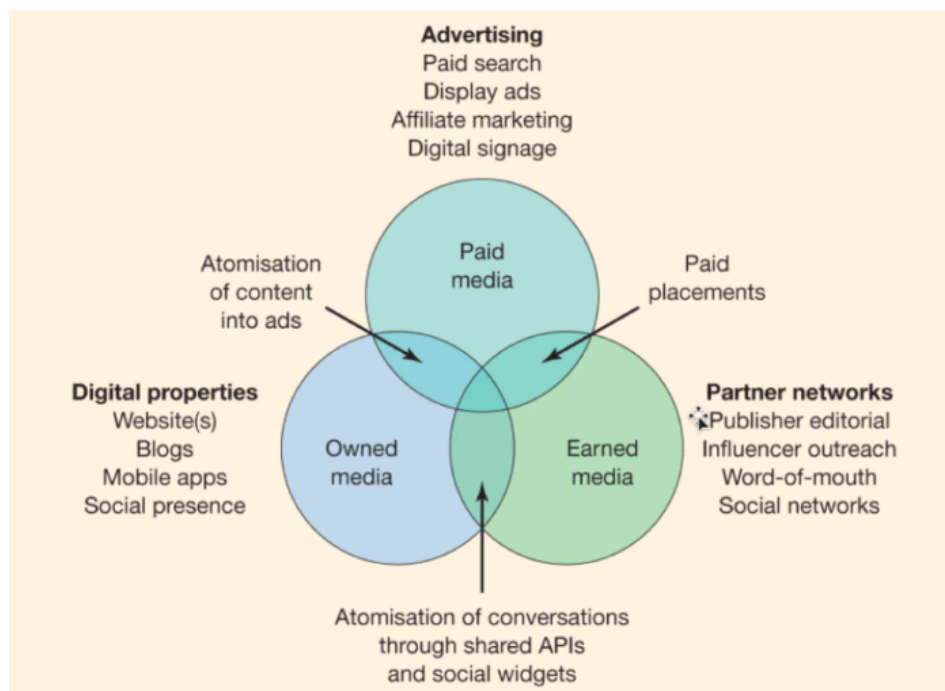 Advertising
Paid search
Display ads
Affiliate marketing
Digital signage
Paid
media
Atomisation
of content
into ads
Paid
placements
Digital properties
Website(s)
Blogs
Mobile apps
Social presence
Owned
media
Earned
media
Partner networks
Publisher editorial
Influencer outreach
Word-of-mouth
Social networks
Atomisation of conversations
through shared APIs
and social widgets